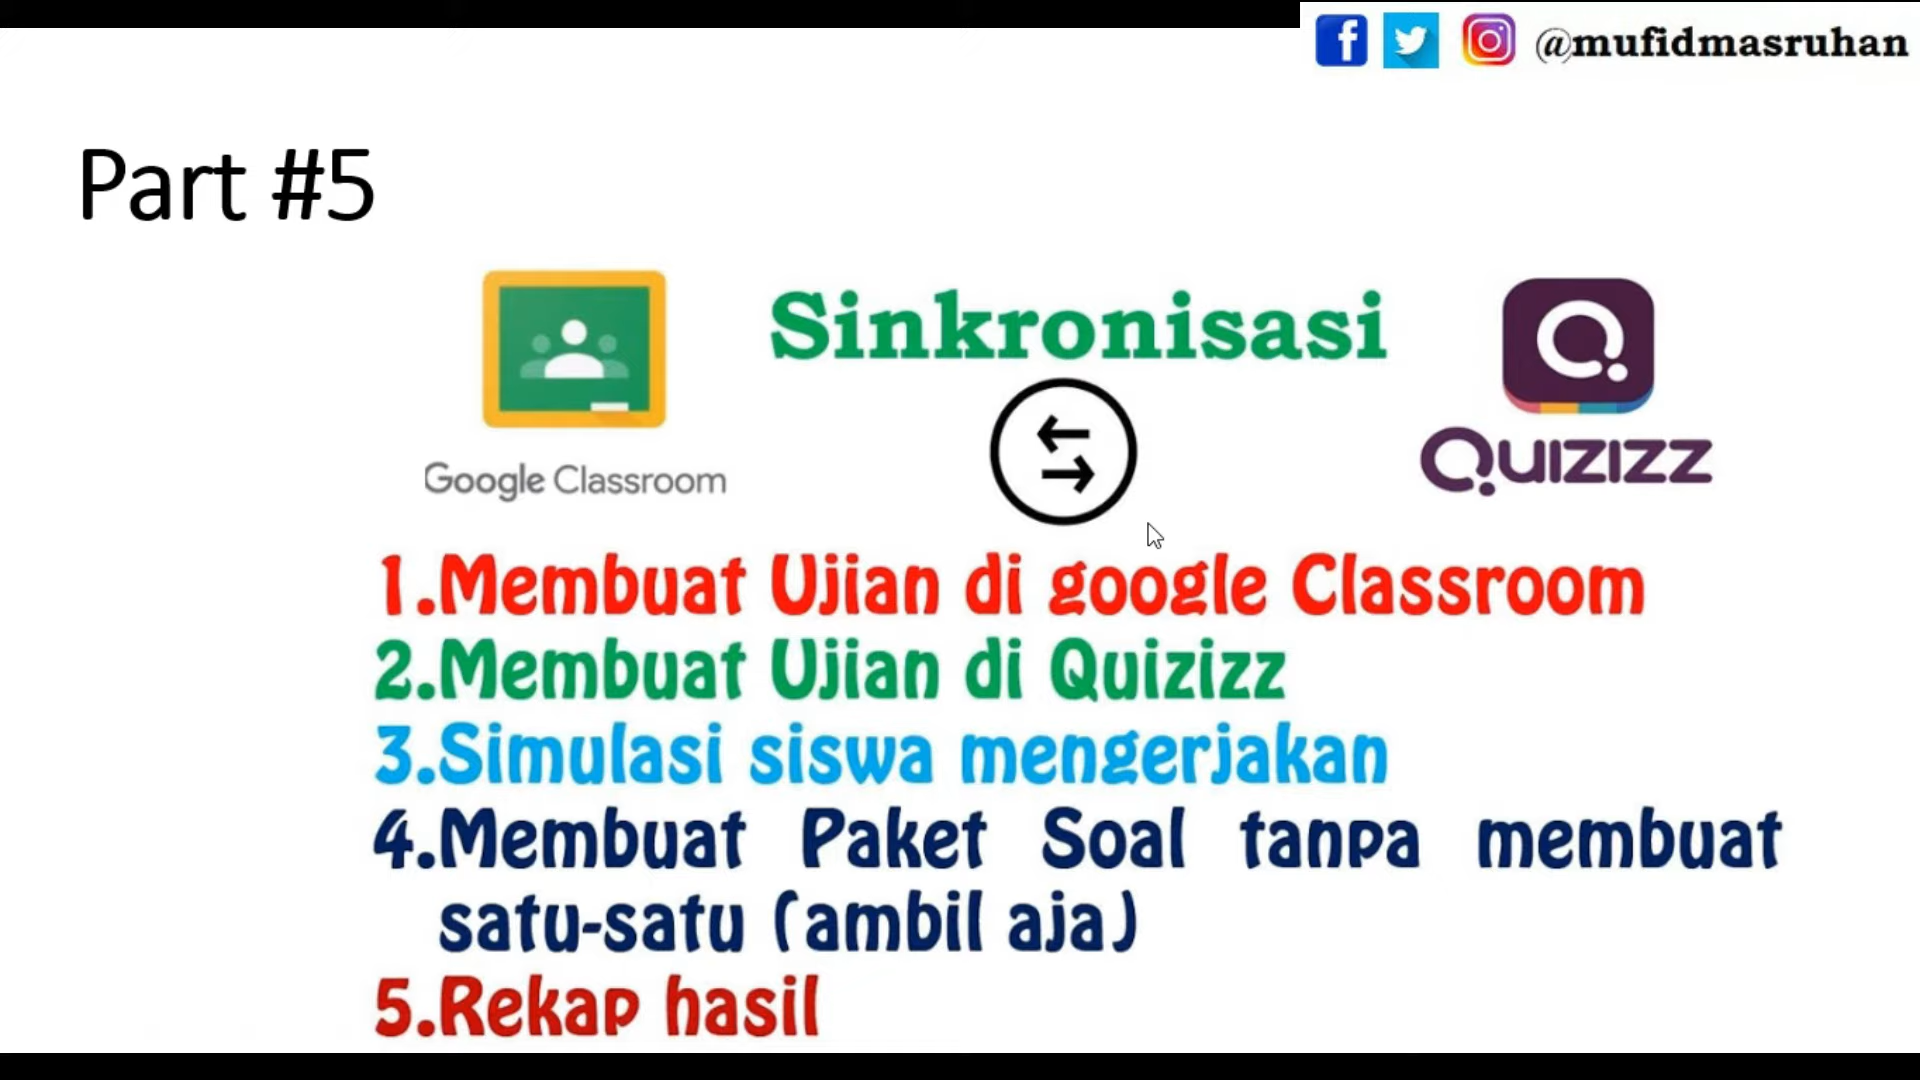 @mufidmasruhan
Part #5
Sinkronisasi
Google Classroom
QUIZIZZ
1.Membuat Ujian di google Classroom
2.Membuat Ujian di Quizizz
3.Simulasi siswa mengerjakan
4.Membuat Paket Soal tanpa membuat
satu-satu (ambil aja)
5.Rekap hasil